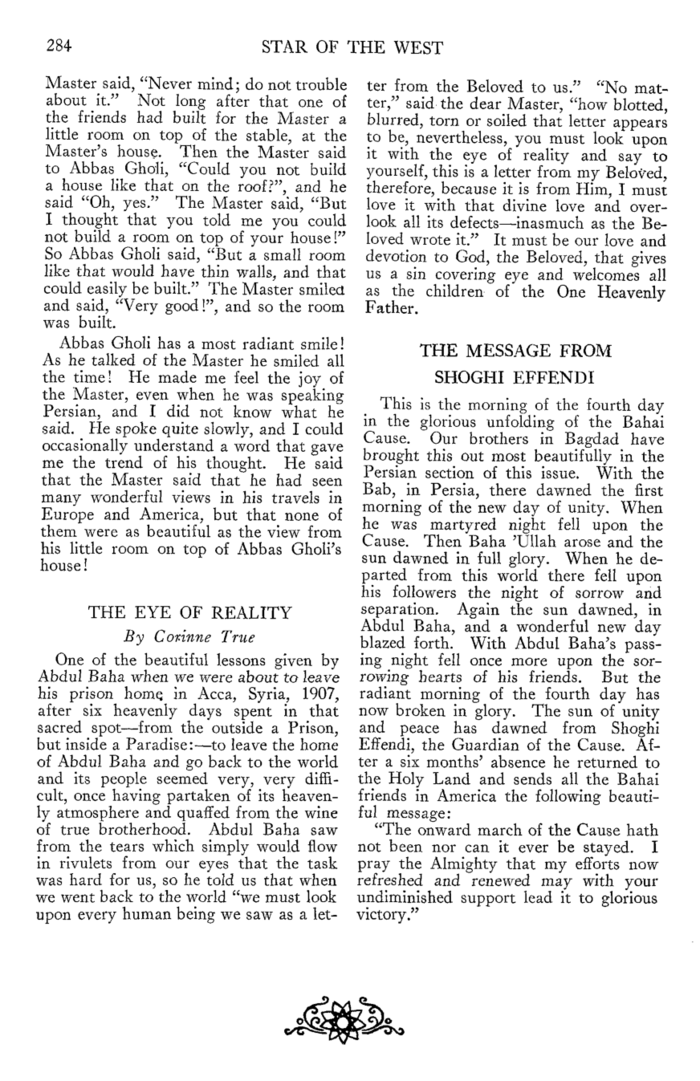 284
STAR OF THE WEST
Master said, “Never mind; do not trouble
about it.” Not long after that one of
the friends had built for the Master a
little room on top of the stable, at the
Master’s house. Then the Master said
to Abbas Gholi, “Could you not build
a house like that on the roof?”, and he
said “Oh, yes.” The Master said, “But
I thought that you told me you could
not build a room on top of your house!”
So Abbas Gholi said, “But a small room
like that would have thin walls, and that
could easily be built.” The Master smiled
and said, “Very good!”, and so the room
was built.
Abbas Gholi has a most radiant smile!
As he talked of the Master he smiled all
the time! He made me feel the joy of
the Master, even when he was speaking
Persian, and I did not know what he
said. He spoke quite slowly, and I could
occasionally understand a word that gave
me the trend of his thought. He said
that the Master said that he had seen
many wonderful views in his travels in
Europe and America, but that none of
them were as beautiful as the view from
his little room on top of Abbas Gholi’s
house!
THE EYE OF REALITY
By Corinne True
One of the beautiful lessons given by
Abdul Baha when we were about to leave
his prison home in Acca, Syria, 1907,
after six heavenly days spent in that
sacred spot—from the outside a Prison,
but inside a Paradise:—to leave the home
of Abdul Baha and go back to the world
and its people seemed very, very diffi-
cult, once having partaken of its heaven-
ly atmosphere and quaffed from the wine
of true brotherhood. Abdul Baha saw
from the tears which simply would flow
in rivulets from our eyes that the task
was hard for us, so he told us that when
we went back to the world “we must look
upon every human being we saw as a let-
ter from the Beloved to us.” “No mat-
ter,” said the dear Master, “how blotted,
blurred, torn or soiled that letter appears
to be, nevertheless, you must look upon
it with the eye of reality and say to
yourself, this is a letter from my Beloved,
therefore, because it is from Him, I must
love it with that divine love and over-
look all its defects—inasmuch as the Be-
loved wrote it.” It must be our love and
devotion to God, the Beloved, that gives
us a sin covering eye and welcomes all
as the children of the One Heavenly
Father.
THE MESSAGE FROM
SHOGHI EFFENDI
This is the morning of the fourth day
in the glorious unfolding of the Bahai
Cause. Our brothers in Bagdad have
brought this out most beautifully in the
Persian section of this issue. With the
Bab, in Persia, there dawned the first
morning of the new day of unity. When
he was martyred night fell upon the
Cause. Then Baha ’Ullah arose and the
sun dawned in full glory. When he de-
parted from this world there fell upon
his followers the night of sorrow and
separation. Again the sun dawned, in
Abdul Baha, and a wonderful new day
blazed forth. With Abdul Baha’s pass-
ing night fell once more upon the sor-
rowing hearts of his friends. But the
radiant morning of the fourth day has
now broken in glory. The sun of unity
and peace has dawned from Shoghi
Effendi, the Guardian of the Cause. Af-
ter a six months’ absence he returned to
the Holy Land and sends all the Bahai
friends in America the following beauti-
ful message:
“The onward march of the Cause hath
not been nor can it ever be stayed. I
pray the Almighty that my efforts now
refreshed and renewed may with your
undiminished support lead it to glorious
victory.”